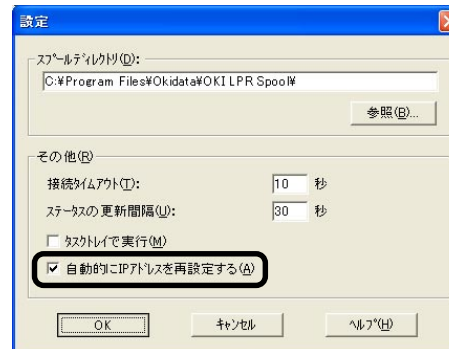 設定
スプールディレクトリ(D):
C:¥Program Files¥Okidata¥OKI LPR Spool¥
参照(R)...
その他(R)
接続タイムアウト(T):
10 秒
ステータスの更新間隔(U):
30 秒
タスクトレイで実行(M)
自動的にIPアドレスを再設定する(A)
OK キャンセル ヘルプ(H)